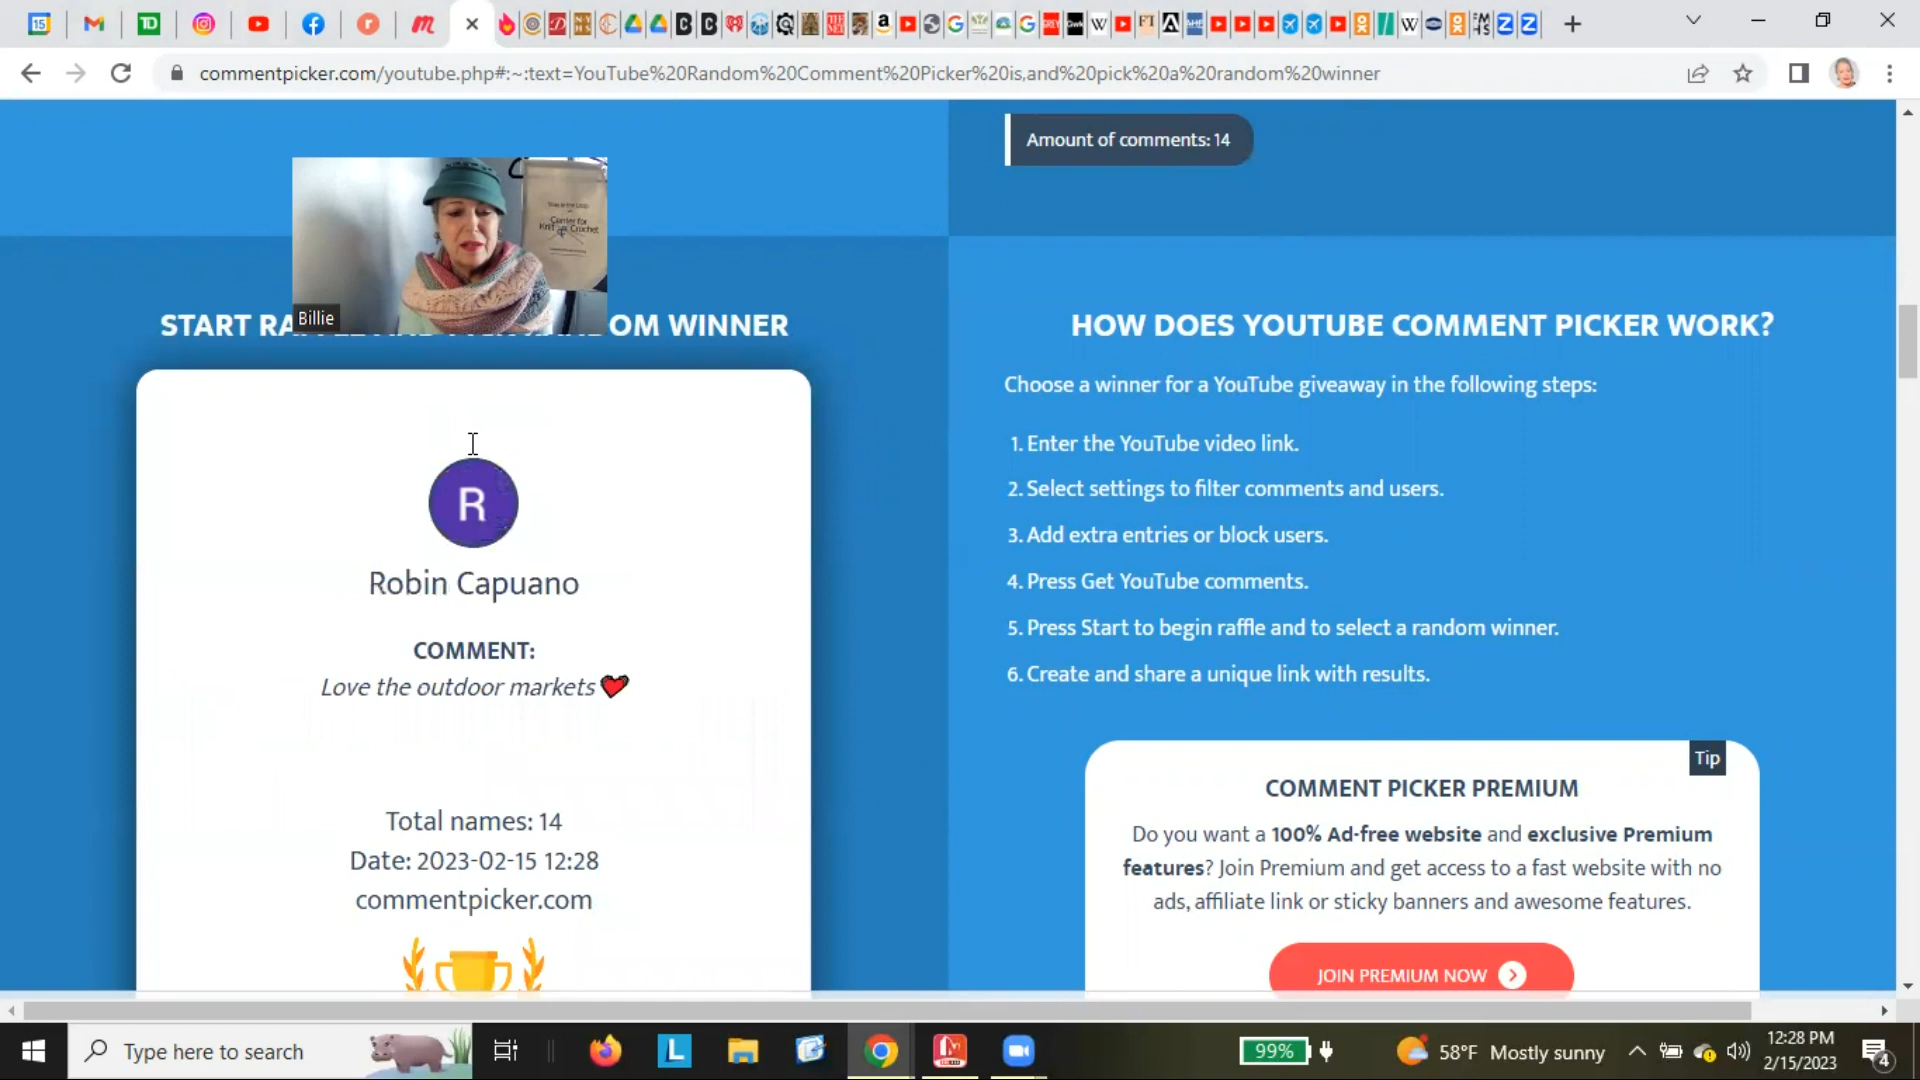 commentpicker.com/youtube.php#:~:text=YouTube%20Random%20Comment%20Picker%20is,and%20pick%20a%20random%20winner
Amount of comments: 14
Center for
Knit Crochet
Billie
START RA
OM WINNER
R
Robin Capuano
COMMENT:
Love the outdoor markets
Total names: 14
Date: 2023-02-15 12:28
commentpicker.com
HOW DOES YOUTUBE COMMENT PICKER WORK?
Choose a winner for a YouTube giveaway in the following steps:
1. Enter the YouTube video link.
2. Select settings to filter comments and users.
3. Add extra entries or block users.
4. Press Get YouTube comments.
5. Press Start to begin raffle and to select a random winner.
6. Create and share a unique link with results.
Tip
COMMENT PICKER PREMIUM
Do you want a 100% Ad-free website and exclusive Premium
features? Join Premium and get access to a fast website with no
ads, affiliate link or sticky banners and awesome features.
JOIN PREMIUM NOW
Type here to search
99%
58°F Mostly sunny
12:28 PM
2/15/2023
4